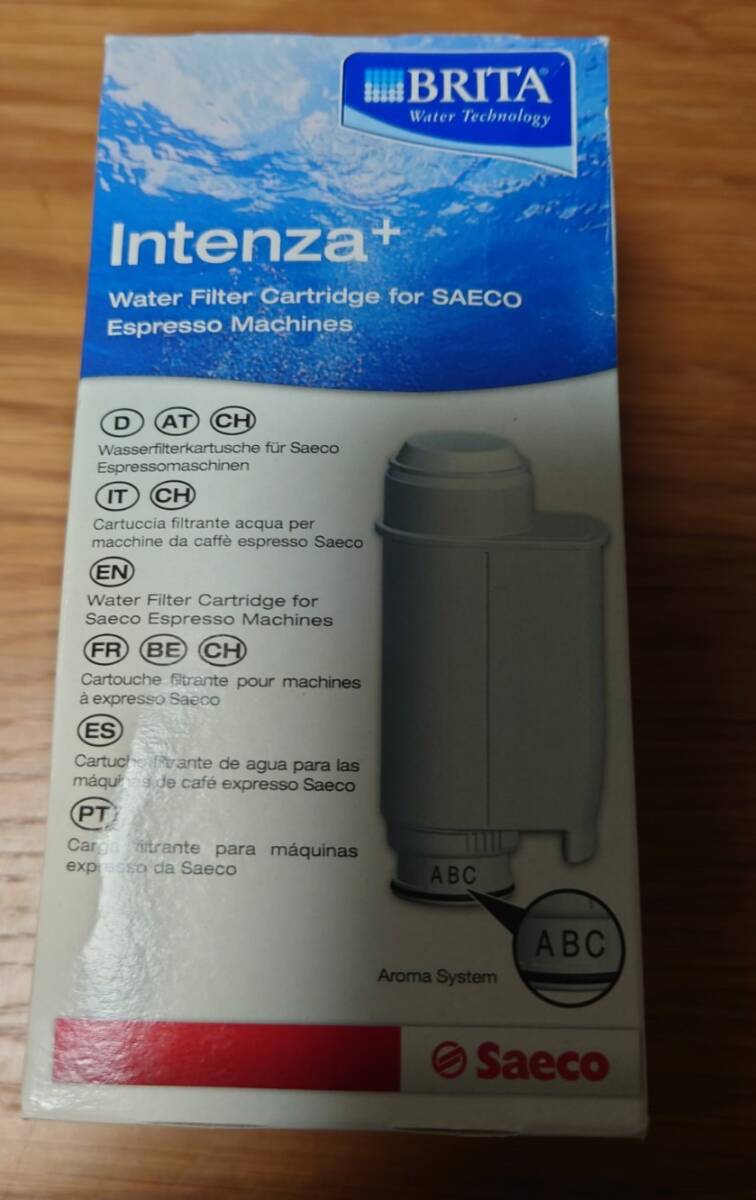 BRITA
Water Technology
Intenza+
Water Filter Cartridge for SAECO
Espresso Machines
D AT CH
Wasserfilterkartusche für Saeco
Espressomaschinen
IT CH
Cartuccia filtrante acqua per
macchine da caffè espresso Saeco
EN
Water Filter Cartridge for
Saeco Espresso Machines
FR BE CH
Cartouche filtrante pour machines
à expresso Saeco
ES
Cartucho filtrante de agua para las
máquinas de café expresso Saeco
PT
Carga filtrante para máquinas
expresso da Saeco
ABC
ABC
Aroma System
Saeco